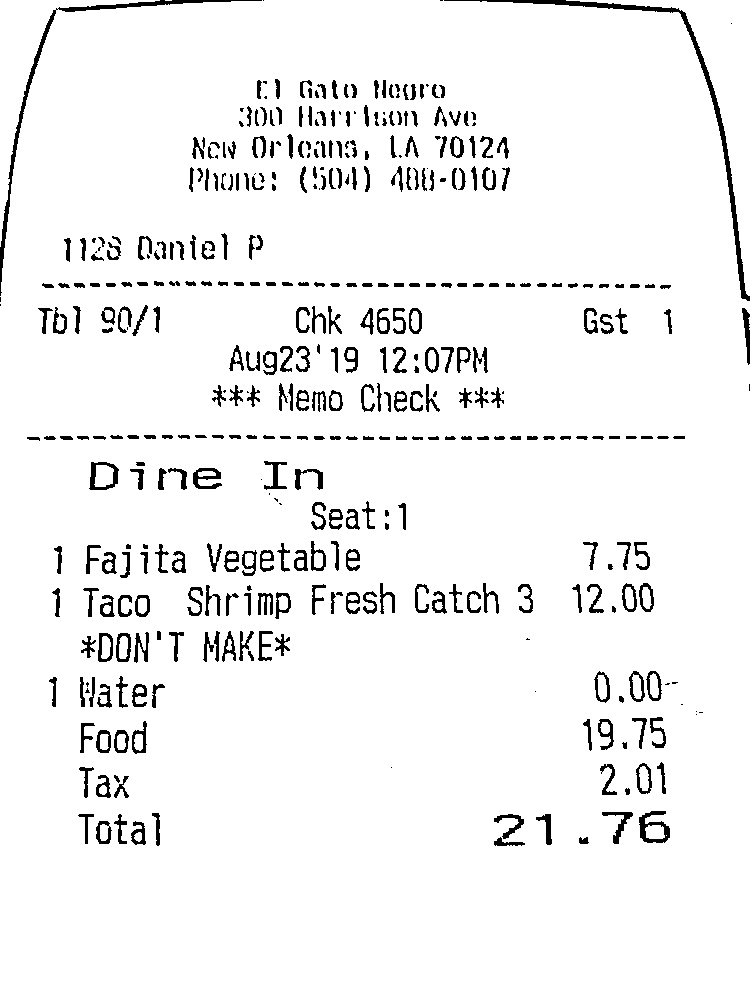 El Gato Negro
300 Harrison Ave
New Orleans, LA 70124
Phone: (504) 488-0107
1128 Daniel P
Tbl 90/1 Chk 4650 Gst 1
Aug23'19 12:07PM
*** Memo Check ***
Dine In
Seat:1
1 Fajita Vegetable 7.75
1 Taco Shrimp Fresh Catch 3 12.00
*DON'T MAKE*
1 Water 0.00
Food 19.75
Tax 2.01
Total 21.76